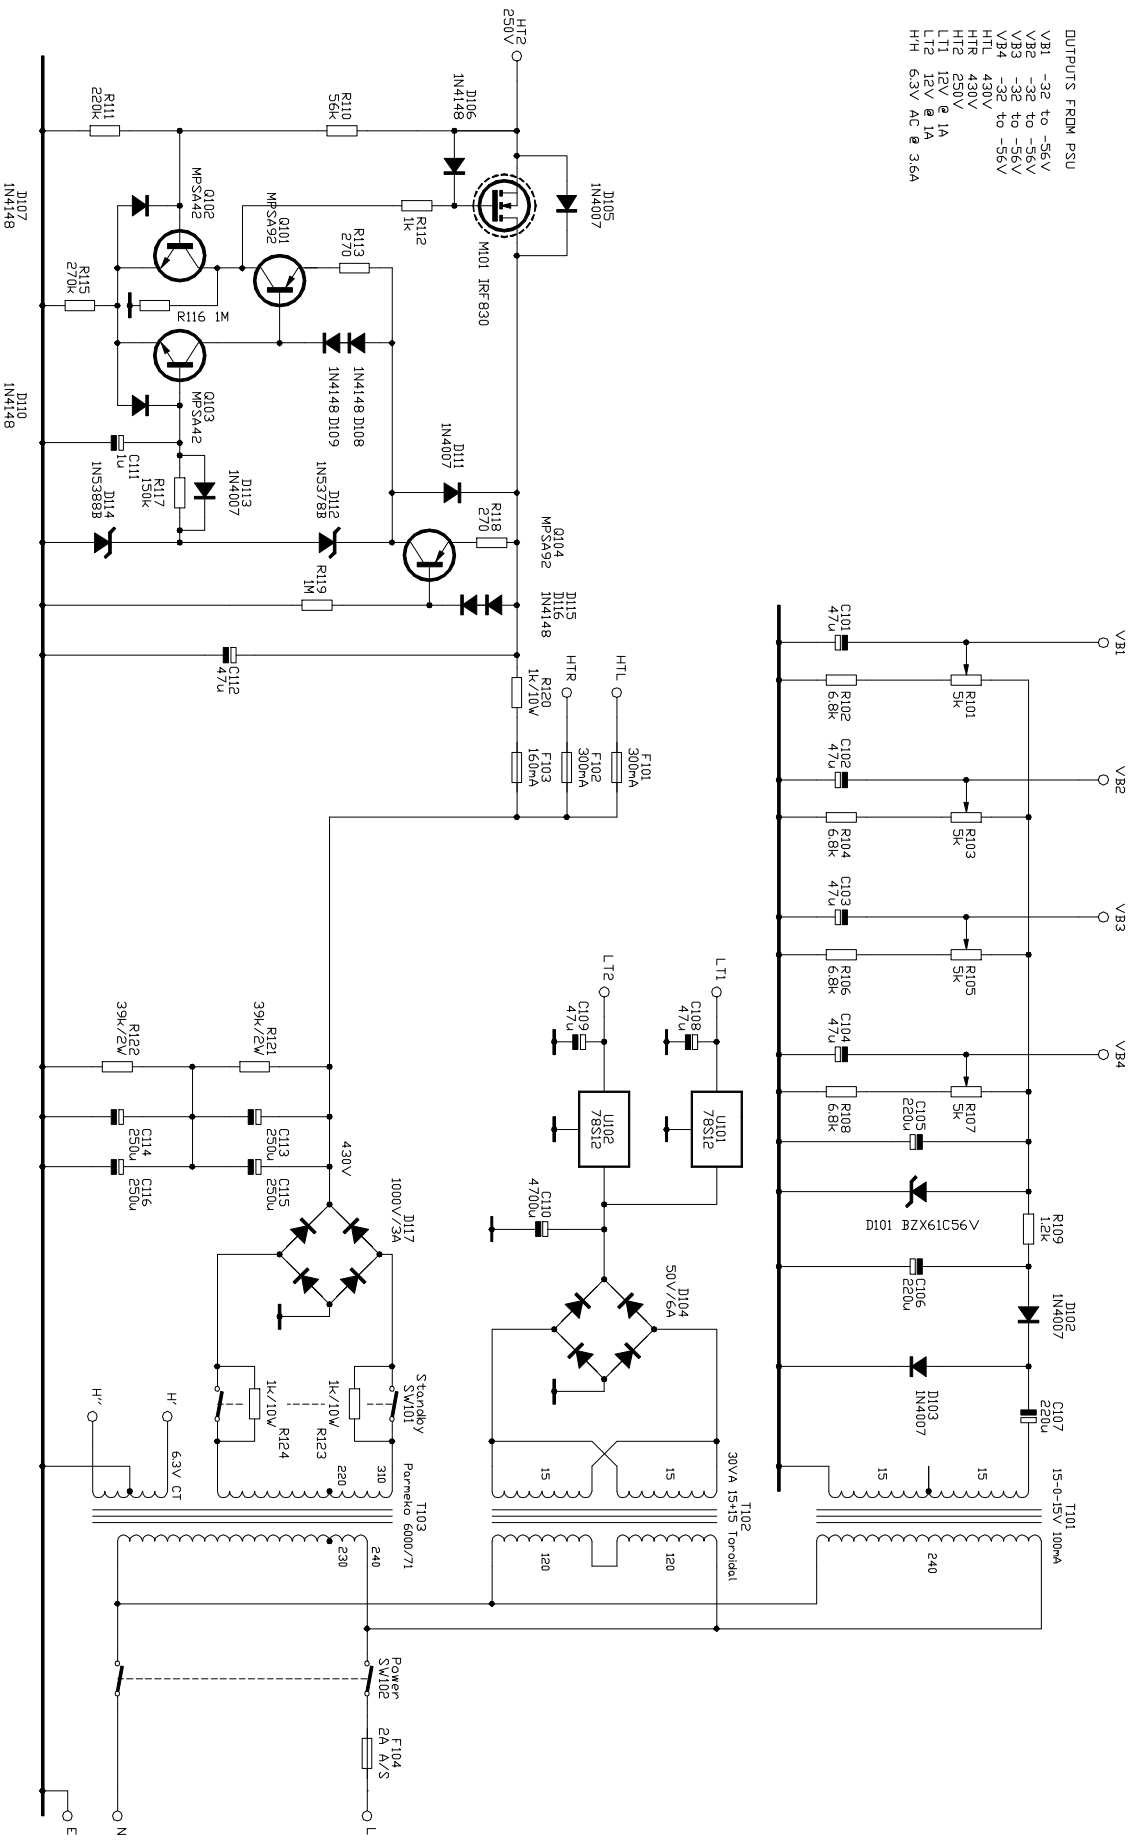 OUTPUTS FROM PSU
VB1 -32 to -56V
VB2 -32 to -56V
VB3 -32 to -56V
VB4 -32 to -56V
HTL 430V
HTR 430V
HT2 250V
LT1 12V @ 1A
LT2 12V @ 1A
H'H 6.3V AC @ 3.6A
HT2
250V
D105
1N4007
M101 IRF830
D106
1N4148
R110
56k
R111
220k
R112
1k
Q102
MPSA42
Q101
MPSA92
R113
270
D107
1N4148
R115
270k
R116 1M
Q103
MPSA42
D110
1N4148
1N4148 D108
1N4148 D109
C111
1u
R117
150k
D113
1N4007
D114
1N5388B
D112
1N5378B
D111
1N4007
R118
270
Q104
MPSA92
R119
1M
D115
D116
1N4148
C112
47u
R120
1k/10W
HTR
HTL
F103
160mA
F102
300mA
F101
300mA
VB1
C101
47u
R102
6.8k
R101
5k
VB2
C102
47u
R104
6.8k
R103
5k
VB3
C103
47u
R106
6.8k
R105
5k
VB4
C104
47u
R108
6.8k
R107
5k
C105
220u
D101 BZX61C56V
R109
1.2k
C106
220u
D102
1N4007
D103
1N4007
C107
220u
15
15
T101
15-0-15V 100mA
240
LT1
LT2
C108
47u
C109
47u
U101
78S12
U102
78S12
C110
4700u
D104
50V/6A
15
15
T102
30VA 15+15 Toroidal
120
120
R121
39k/2W
R122
39k/2W
C113
250u
C114
250u
C115
250u
C116
250u
430V
D117
1000V/3A
Standby
SW101
1k/10W
R123
1k/10W
R124
310
220
H'
H''
6.3V CT
T103
Parmeko 6000/71
240
230
Power
SW102
F104
2A A/S
L
N
E